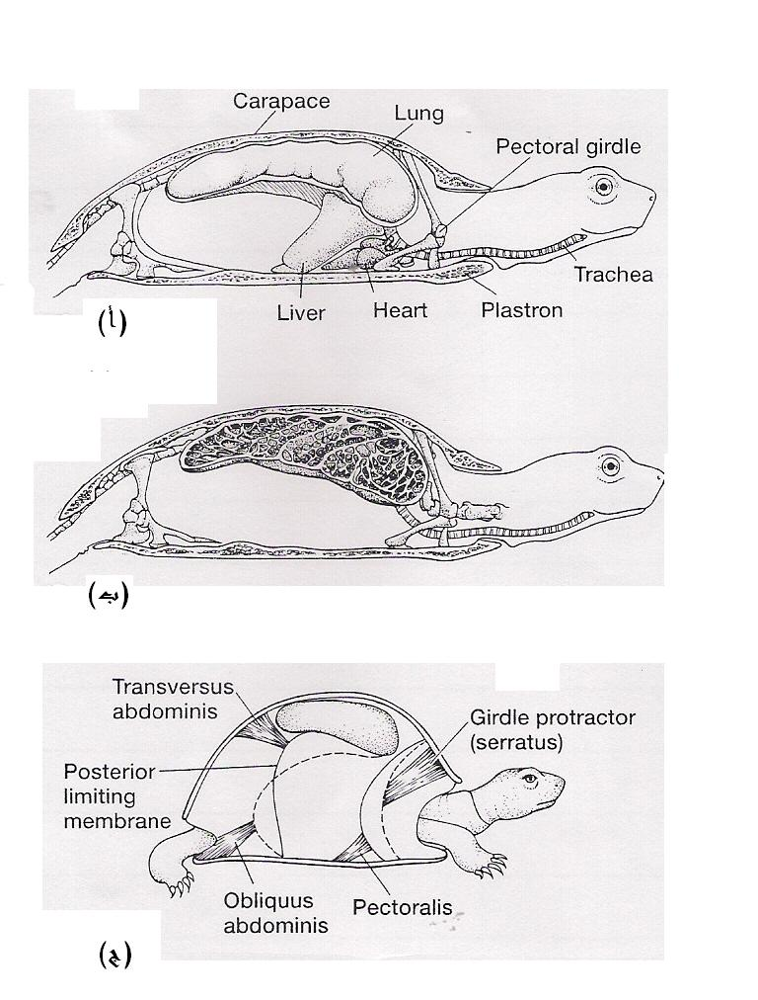 Carapace
Lung
Pectoral girdle
Trachea
Liver
Heart
Plastron
(أ)
(ب)
Transversus
abdominis
Girdle protractor
(serratus)
Posterior
limiting
membrane
Obliquus
abdominis
Pectoralis
(ج)